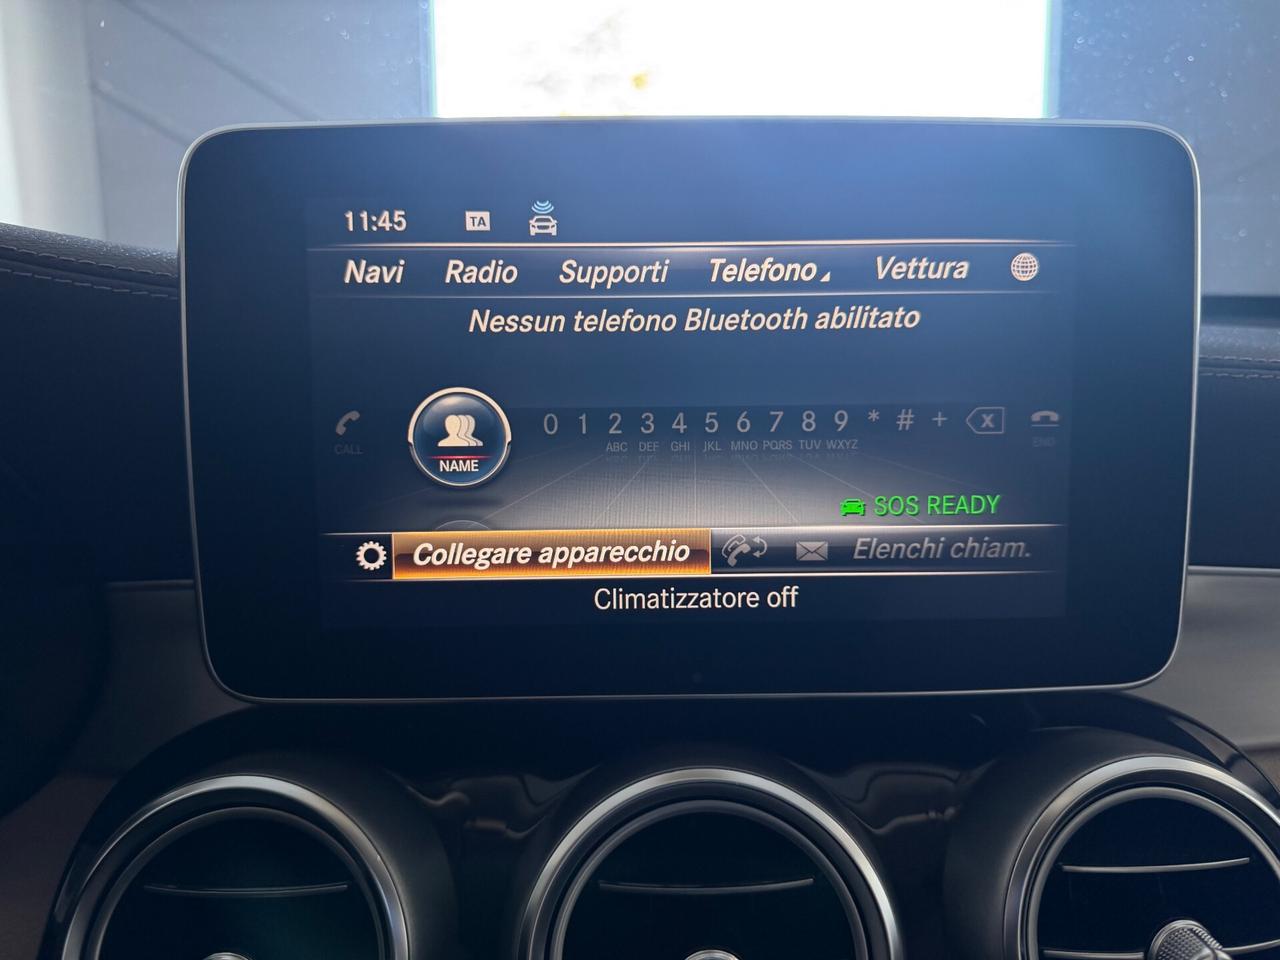 11:45 TA
Navi Radio Supporti Telefono Vettura
Nessun telefono Bluetooth abilitato
0 1 2 3 4 5 6 7 8 9 * # + X
CALL ABC DEF GHI JKL MNO PQRS TUV WXYZ END
NAME
SOS READY
Collegare apparecchio Elenchi chiam.
Climatizzatore off